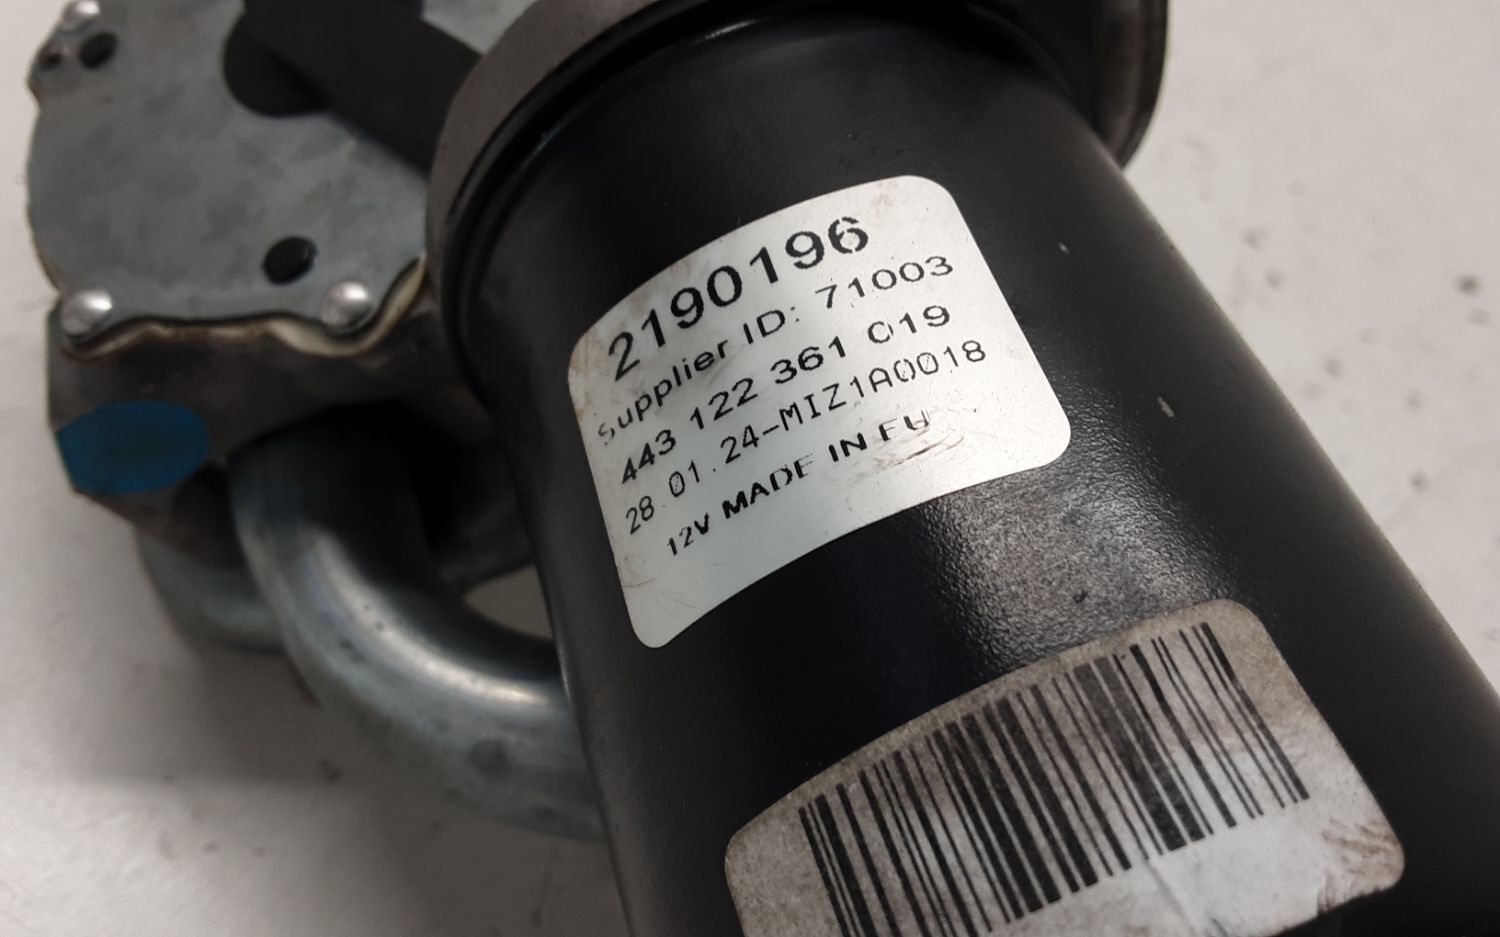 2190196
Supplier ID: 71003
443 122 361 019
28.01.24-MIZ1A0018
12V MADE IN EU